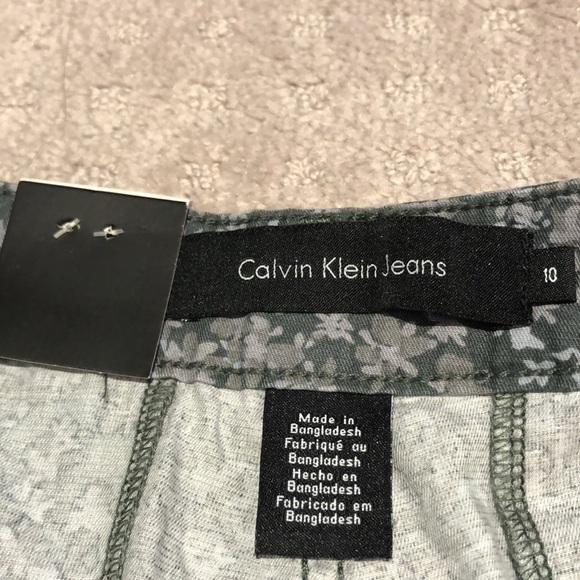 Calvin Klein Jeans
10
Made in
Bangladesh
Fabriqué au
Bangladesh
Hecho en
Bangladesh
Fabricado em
Bangladesh